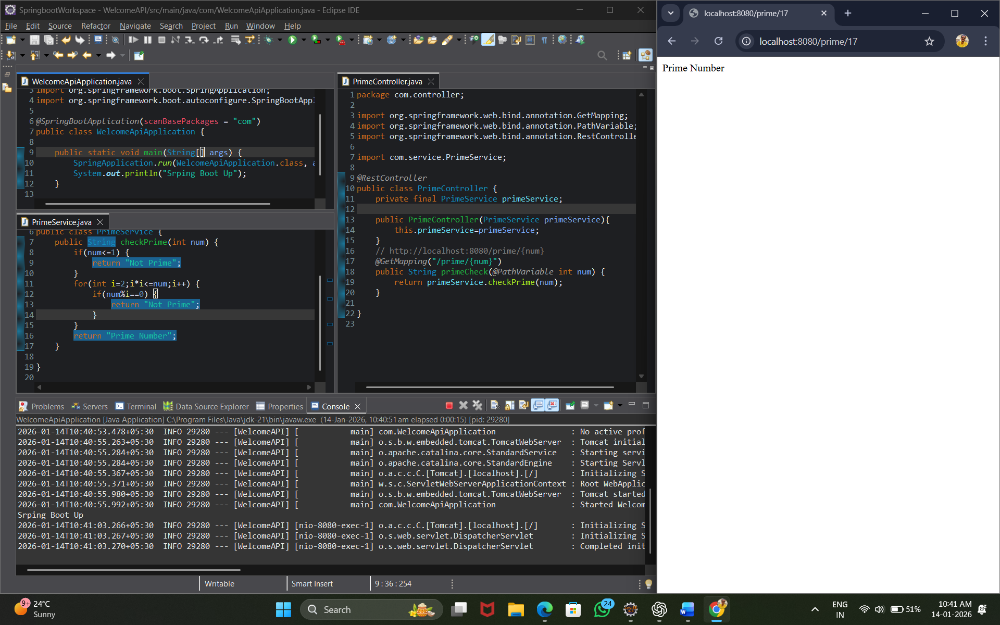 SpringbootWorkspace - WelcomeAPI/src/main/java/com/WelcomeApiApplication.java - Eclipse IDE
File Edit Source Refactor Navigate Search Project Run Window Help
WelcomeApiApplication.java
3 import org.springframework.boot.SpringApplication;
4 import org.springframework.boot.autoconfigure.SpringBootAppl
5
6 @SpringBootApplication(scanBasePackages = "com")
7 public class WelcomeApiApplication {
8
9 public static void main(String[] args) {
10 SpringApplication.run(WelcomeApiApplication.class, a
11 System.out.println("Srping Boot Up");
12 }
13
PrimeService.java
6 public class PrimeService {
7 public String checkPrime(int num) {
8 if(num<=1) {
9 return "Not Prime";
10 }
11 for(int i=2;i*i<=num;i++) {
12 if(num%i==0) {
13 return "Not Prime";
14 }
15 }
16 return "Prime Number";
17 }
18
19 }
20
PrimeController.java
1 package com.controller;
2
3 import org.springframework.web.bind.annotation.GetMapping;
4 import org.springframework.web.bind.annotation.PathVariable;
5 import org.springframework.web.bind.annotation.RestControlle
6
7 import com.service.PrimeService;
8
9 @RestController
10 public class PrimeController {
11 private final PrimeService primeService;
12
13 public PrimeController(PrimeService primeService){
14 this.primeService=primeService;
15 }
16 // http://localhost:8080/prime/{num}
17 @GetMapping("/prime/{num}")
18 public String primeCheck(@PathVariable int num) {
19 return primeService.checkPrime(num);
20 }
21
22 }
23
Problems Servers Terminal Data Source Explorer Properties Console
WelcomeApiApplication [Java Application] C:\Program Files\Java\jdk-21\bin\javaw.exe (14-Jan-2026, 10:40:51 am elapsed 0:00:15) [pid: 29280]
2026-01-14T10:40:53.478+05:30 INFO 29280 --- [WelcomeAPI] [ main] com.WelcomeApiApplication : No active prof
2026-01-14T10:40:55.263+05:30 INFO 29280 --- [WelcomeAPI] [ main] o.s.b.w.embedded.tomcat.TomcatWebServer : Tomcat initial
2026-01-14T10:40:55.284+05:30 INFO 29280 --- [WelcomeAPI] [ main] o.apache.catalina.core.StandardService : Starting servi
2026-01-14T10:40:55.284+05:30 INFO 29280 --- [WelcomeAPI] [ main] o.apache.catalina.core.StandardEngine : Starting Servl
2026-01-14T10:40:55.367+05:30 INFO 29280 --- [WelcomeAPI] [ main] o.a.c.c.C.[Tomcat].[localhost].[/] : Initializing S
2026-01-14T10:40:55.371+05:30 INFO 29280 --- [WelcomeAPI] [ main] w.s.c.ServletWebServerApplicationContext : Root WebApplic
2026-01-14T10:40:55.980+05:30 INFO 29280 --- [WelcomeAPI] [ main] o.s.b.w.embedded.tomcat.TomcatWebServer : Tomcat started
2026-01-14T10:40:55.992+05:30 INFO 29280 --- [WelcomeAPI] [ main] com.WelcomeApiApplication : Started Welcom
Srping Boot Up
2026-01-14T10:41:03.266+05:30 INFO 29280 --- [WelcomeAPI] [nio-8080-exec-1] o.a.c.c.C.[Tomcat].[localhost].[/] : Initializing S
2026-01-14T10:41:03.267+05:30 INFO 29280 --- [WelcomeAPI] [nio-8080-exec-1] o.s.web.servlet.DispatcherServlet : Initializing S
2026-01-14T10:41:03.270+05:30 INFO 29280 --- [WelcomeAPI] [nio-8080-exec-1] o.s.web.servlet.DispatcherServlet : Completed init
Writable Smart Insert 9 : 36 : 254
localhost:8080/prime/17
localhost:8080/prime/17
Prime Number
9+
24°C
Sunny
Search
24
ENG
IN
51%
10:41 AM
14-01-2026